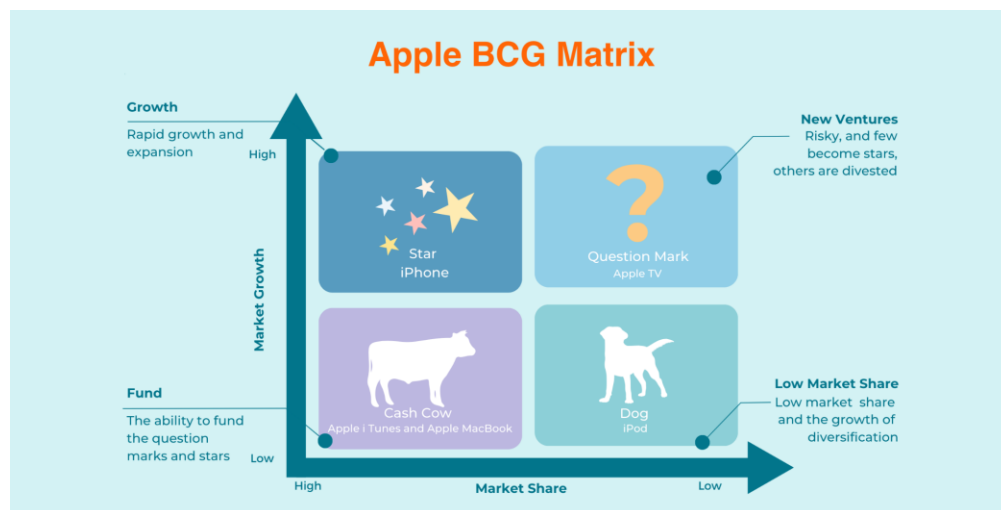 Apple BCG Matrix
Growth
Rapid growth and
expansion
High
New Ventures
Risky, and few
become stars,
others are divested
Star
iPhone
?
Question Mark
Apple TV
Market Growth
Fund
The ability to fund
the question
marks and stars
Low
Cash Cow
Apple i Tunes and Apple MacBook
Dog
iPod
Low Market Share
Low market share
and the growth of
diversification
High
Market Share
Low